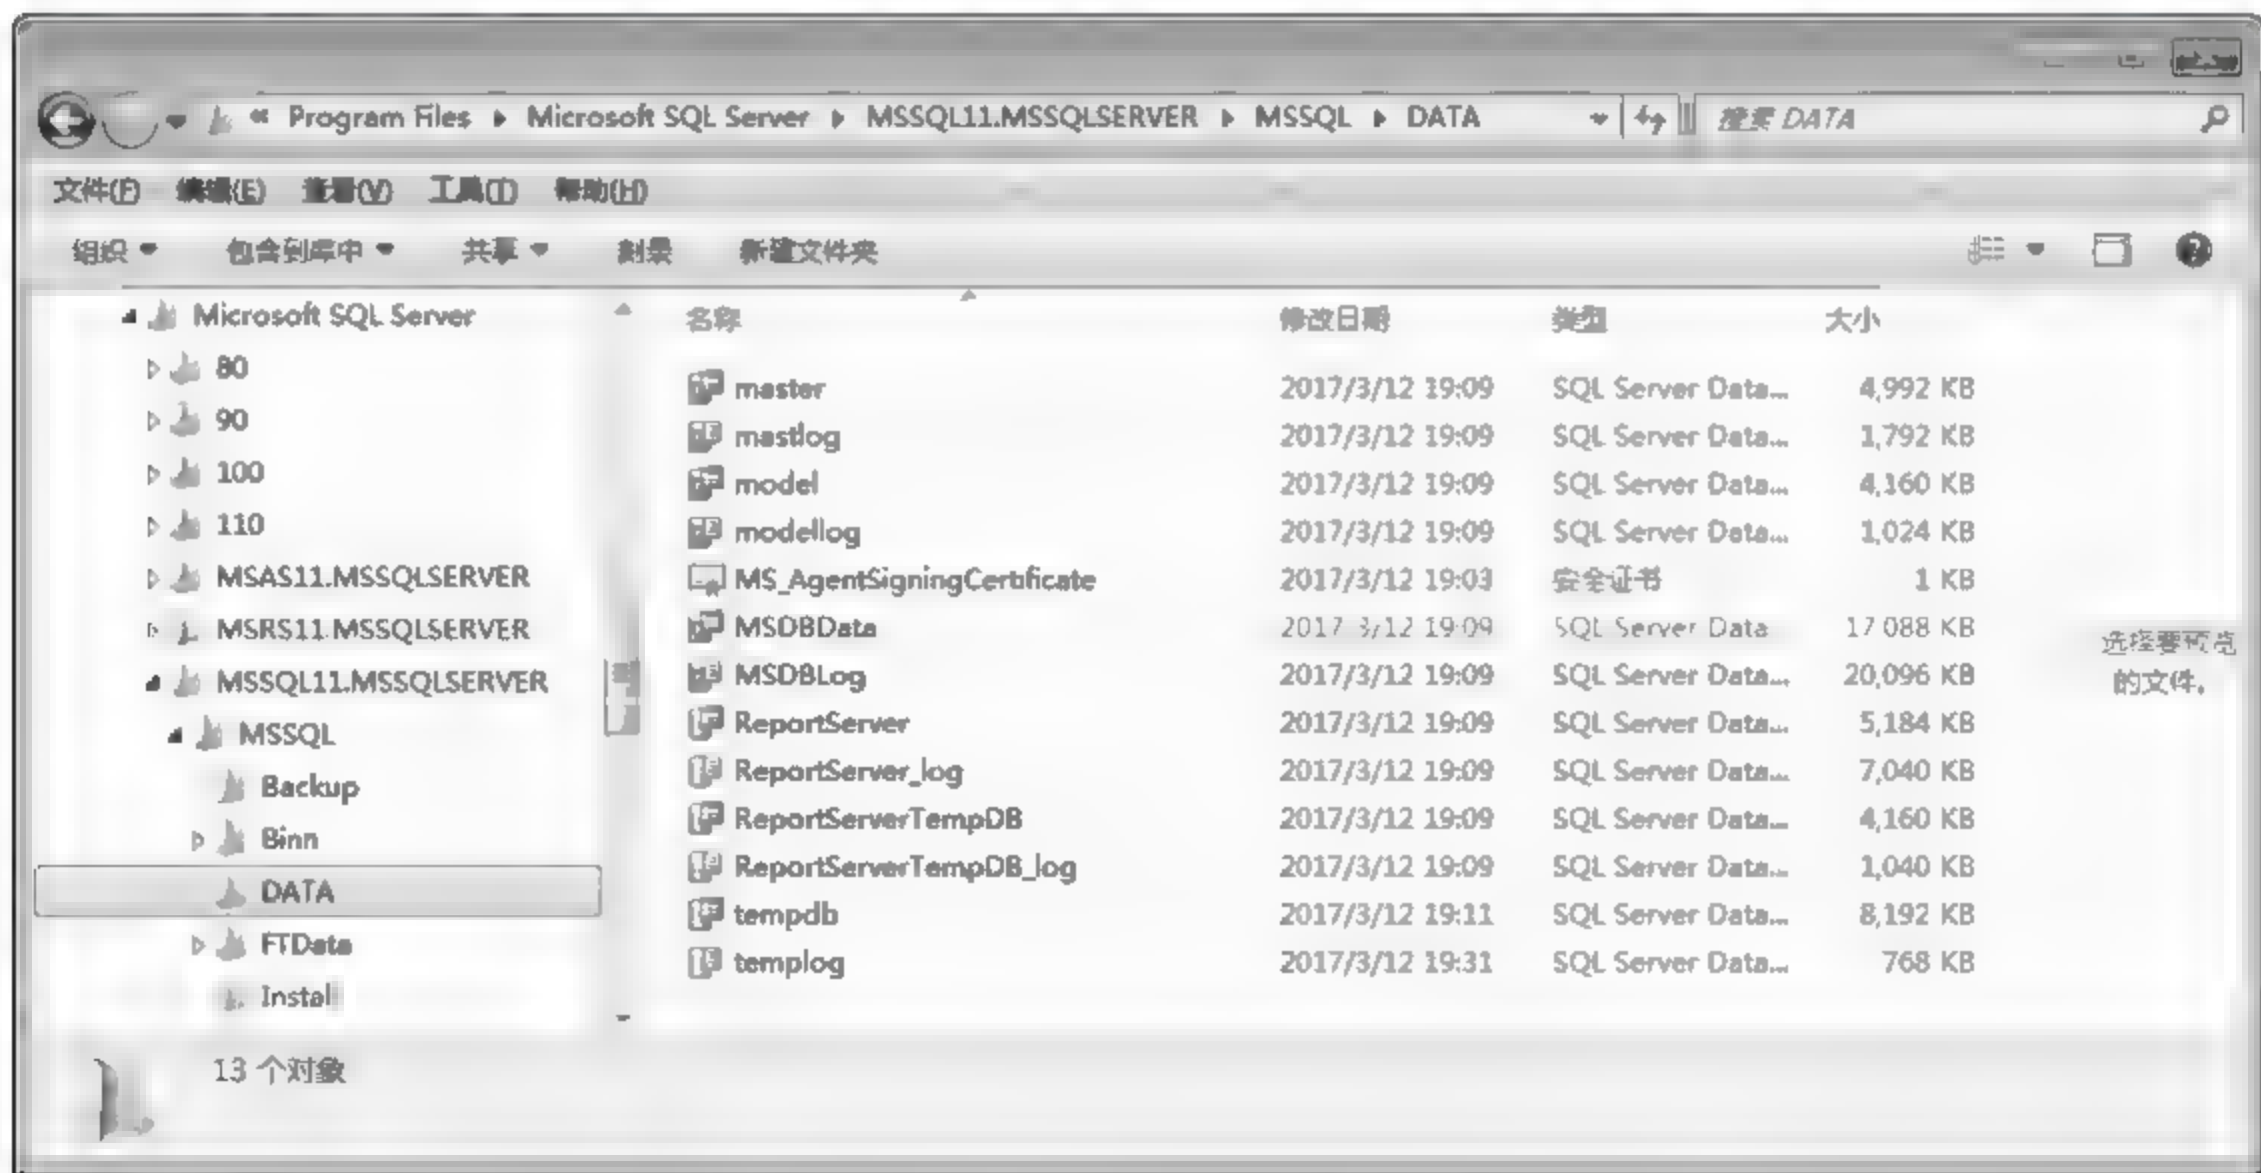 « Program Files ▸ Microsoft SQL Server ▸ MSSQL11.MSSQLSERVER ▸ MSSQL ▸ DATA 搜索 DATA
文件(F) 编辑(E) 查看(V) 工具(T) 帮助(H)
组织 包含到库中 共享 刻录 新建文件夹
Microsoft SQL Server
80
90
100
110
MSAS11.MSSQLSERVER
MSRS11.MSSQLSERVER
MSSQL11.MSSQLSERVER
MSSQL
Backup
Binn
DATA
FTData
Install
名称 修改日期 类型 大小
master 2017/3/12 19:09 SQL Server Data... 4,992 KB
mastlog 2017/3/12 19:09 SQL Server Data... 1,792 KB
model 2017/3/12 19:09 SQL Server Data... 4,160 KB
modellog 2017/3/12 19:09 SQL Server Data... 1,024 KB
MS_AgentSigningCertificate 2017/3/12 19:03 安全证书 1 KB
MSDBData 2017/3/12 19:09 SQL Server Data 17,088 KB
MSDBLog 2017/3/12 19:09 SQL Server Data... 20,096 KB
ReportServer 2017/3/12 19:09 SQL Server Data... 5,184 KB
ReportServer_log 2017/3/12 19:09 SQL Server Data... 7,040 KB
ReportServerTempDB 2017/3/12 19:09 SQL Server Data... 4,160 KB
ReportServerTempDB_log 2017/3/12 19:09 SQL Server Data... 1,040 KB
tempdb 2017/3/12 19:11 SQL Server Data... 8,192 KB
templog 2017/3/12 19:31 SQL Server Data... 768 KB
选择要预览
的文件。
13 个对象